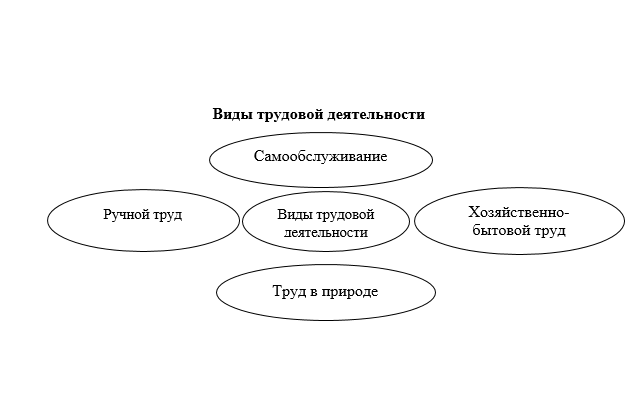 Виды трудовой деятельности
Самообслуживание
Ручной труд
Виды трудовой
деятельности
Хозяйственно-
бытовой труд
Труд в природе